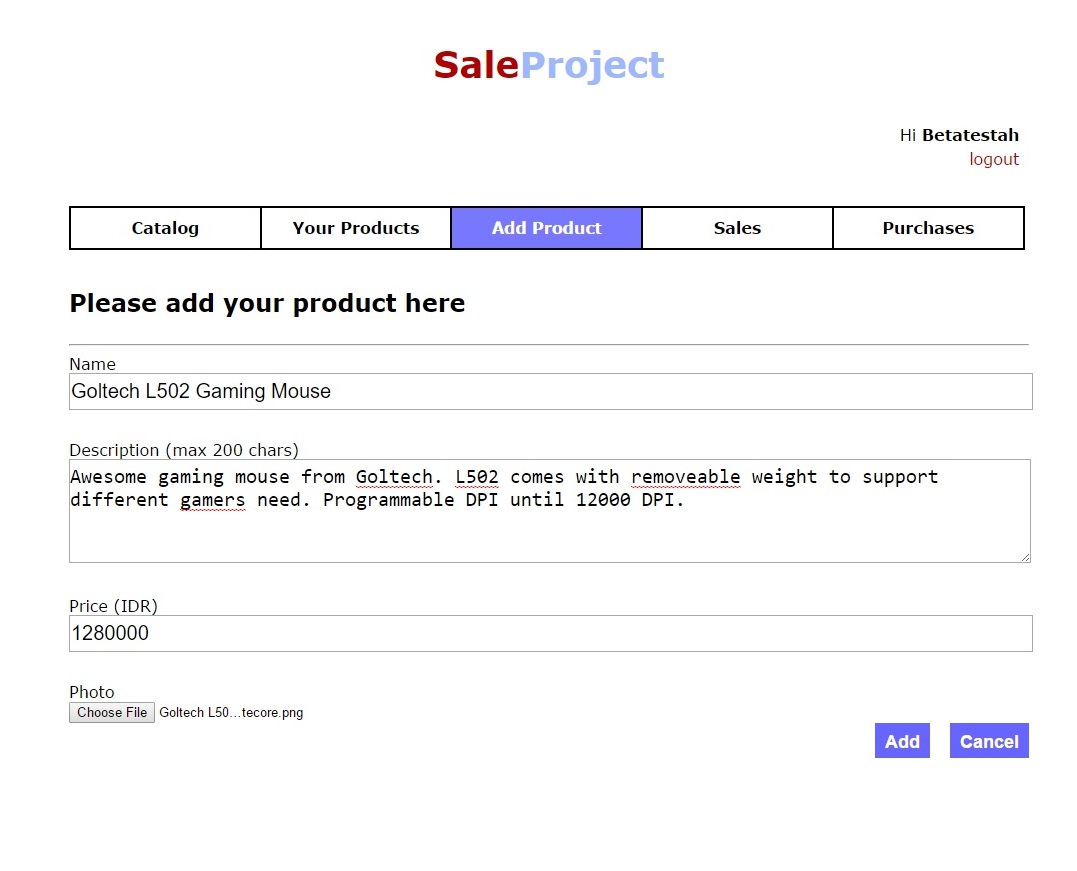 SaleProject
Hi Betatestah
logout
Catalog Your Products Add Product Sales Purchases
Please add your product here
Name
Goltech L502 Gaming Mouse
Description (max 200 chars)
Awesome gaming mouse from Goltech. L502 comes with removeable weight to support
different gamers need. Programmable DPI until 12000 DPI.
Price (IDR)
1280000
Photo
Choose File Goltech L50...tecore.png
Add Cancel